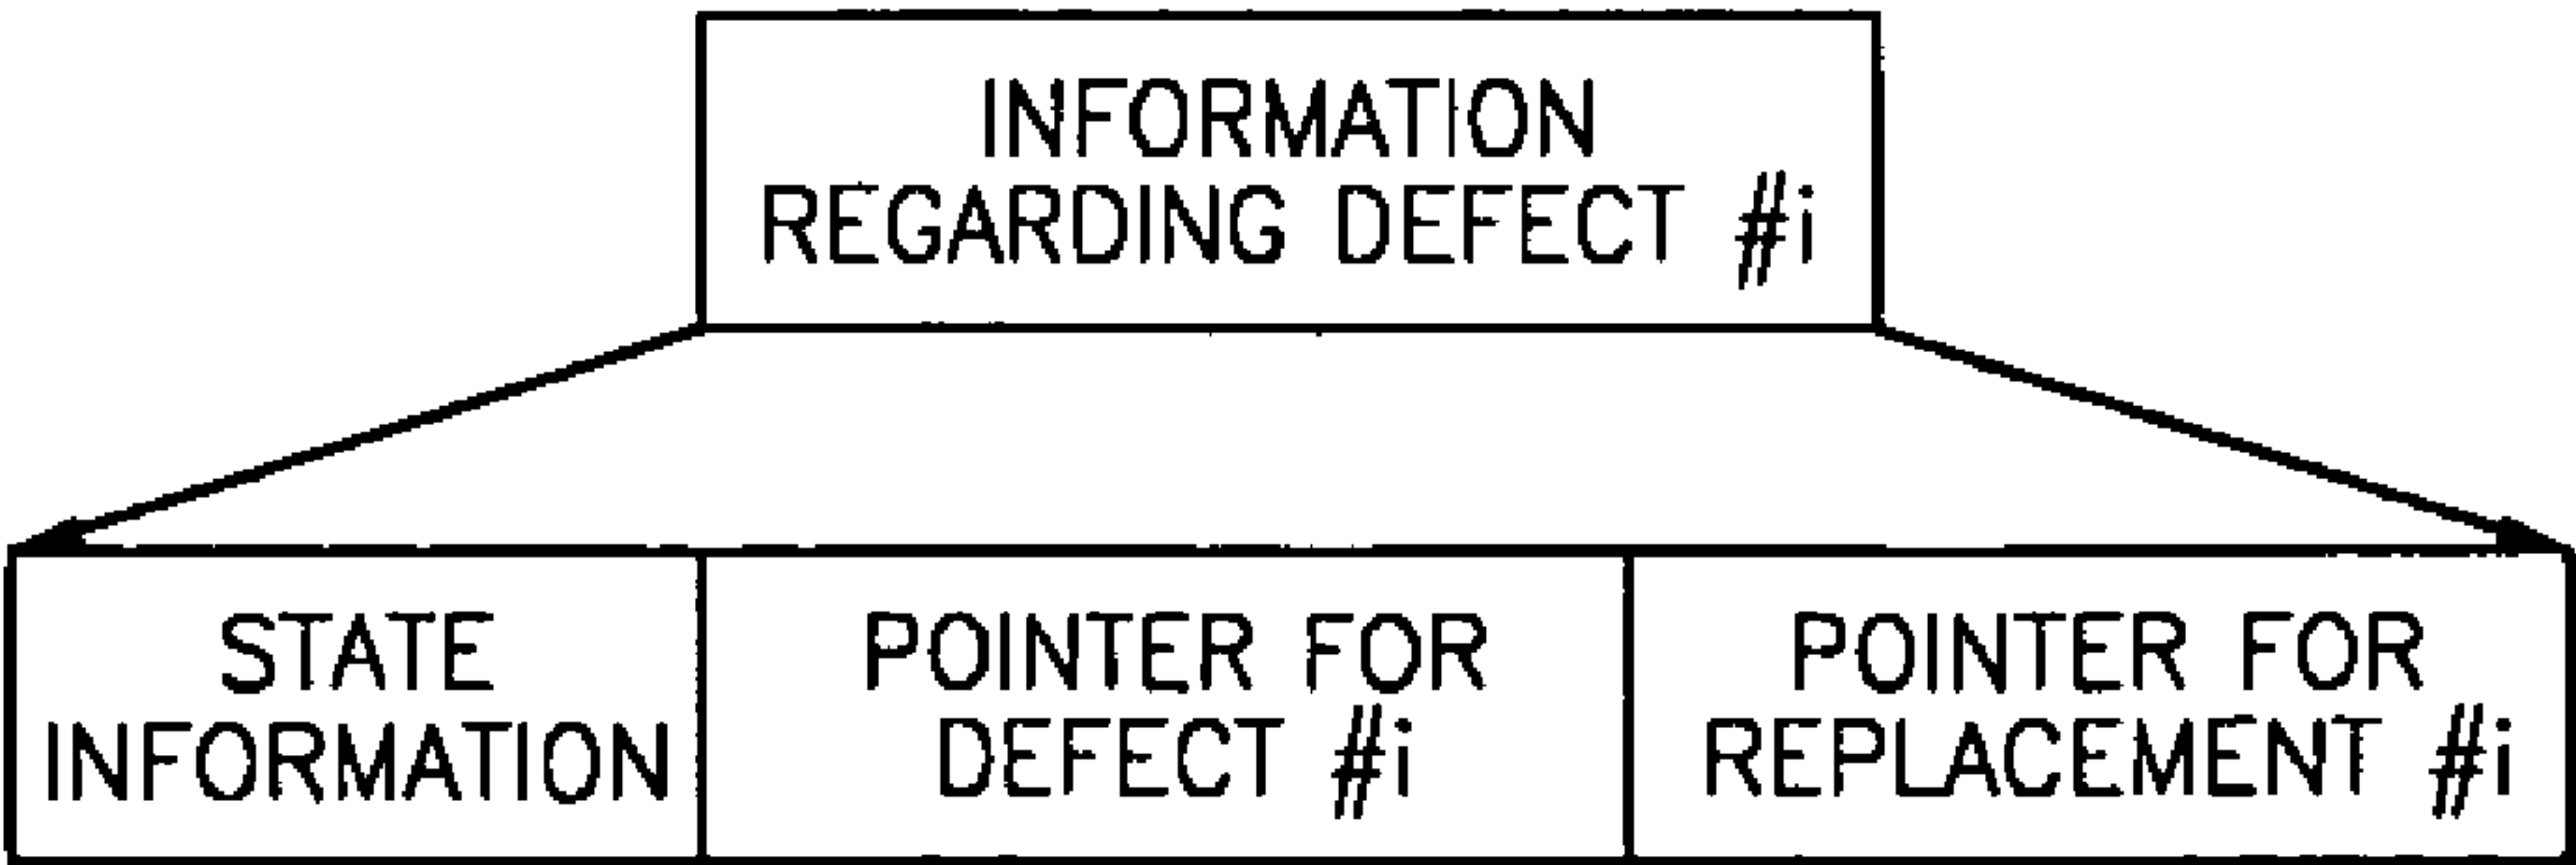 INFORMATION
REGARDING DEFECT #i
STATE
INFORMATION
POINTER FOR
DEFECT #i
POINTER FOR
REPLACEMENT #i